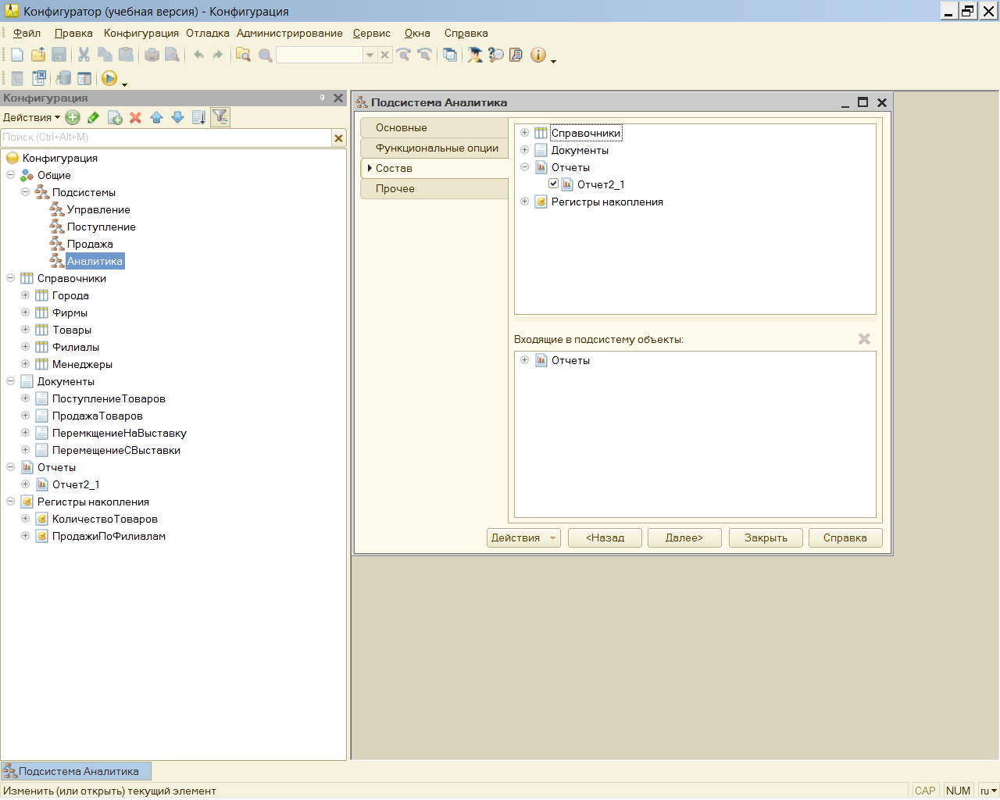 Конфигуратор (учебная версия) - Конфигурация
Файл Правка Конфигурация Отладка Администрирование Сервис Окна Справка
Конфигурация
Действия
Поиск (Ctrl+Alt+M)
Конфигурация
Общие
Подсистемы
Управление
Поступление
Продажа
Аналитика
Справочники
Города
Фирмы
Товары
Филиалы
Менеджеры
Документы
ПоступлениеТоваров
ПродажаТоваров
ПеремкщениеНаВыставку
ПеремещениеСВыставки
Отчеты
Отчет2_1
Регистры накопления
КоличествоТоваров
ПродажиПоФилиалам
Подсистема Аналитика
Основные
Функциональные опции
Состав
Прочее
Справочники
Документы
Отчеты
Отчет2_1
Регистры накопления
Входящие в подсистему объекты:
Отчеты
Действия <Назад Далее> Закрыть Справка
Подсистема Аналитика
Изменить (или открыть) текущий элемент CAP NUM ru